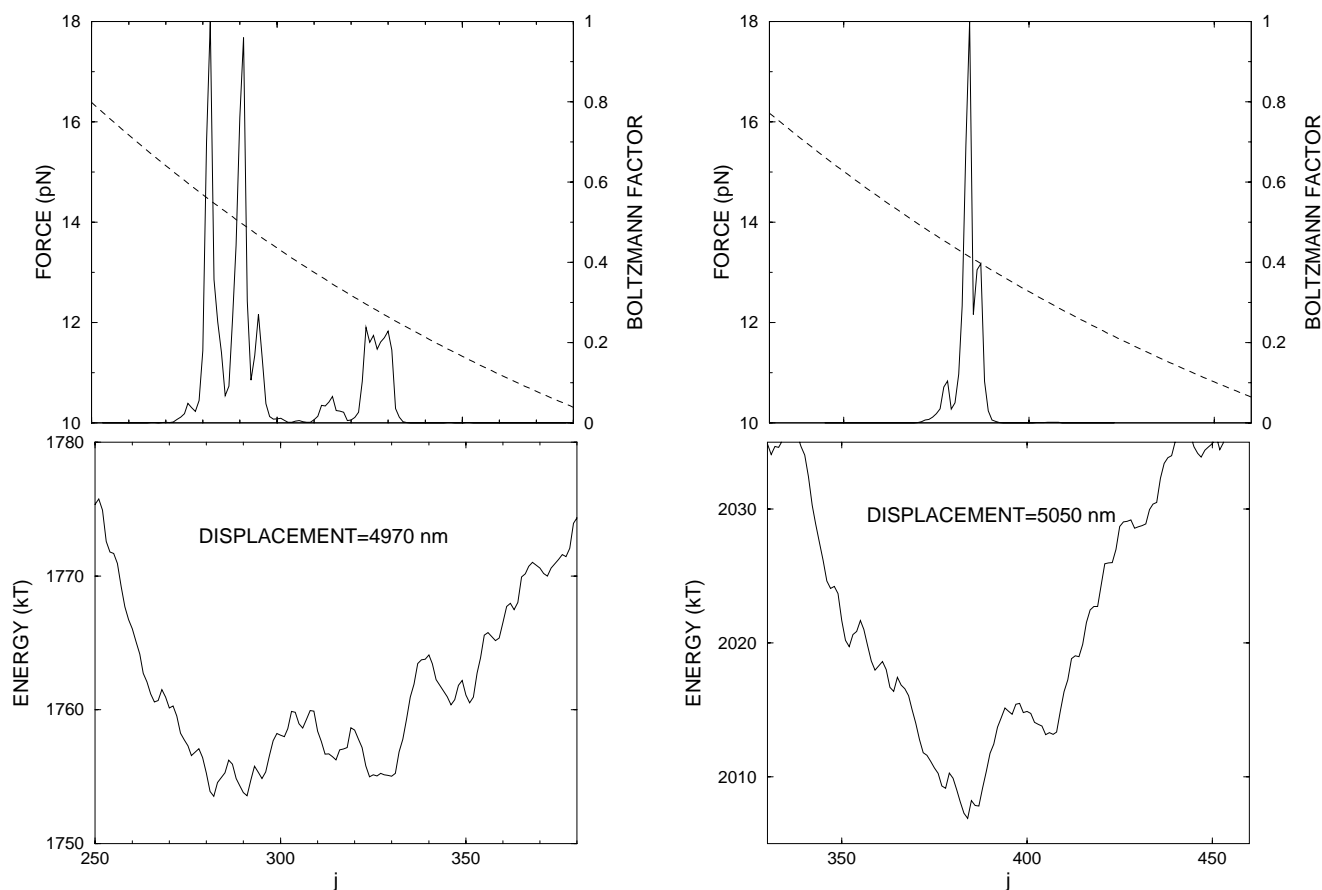 18
16
14
12
10
FORCE (pN)
1
0.8
0.6
0.4
0.2
0
BOLTZMANN FACTOR
18
16
14
12
10
FORCE (pN)
1
0.8
0.6
0.4
0.2
0
BOLTZMANN FACTOR
1780
1770
1760
1750
ENERGY (kT)
DISPLACEMENT=4970 nm
250 300 350
j
2030
2020
2010
ENERGY (kT)
DISPLACEMENT=5050 nm
350 400 450
j